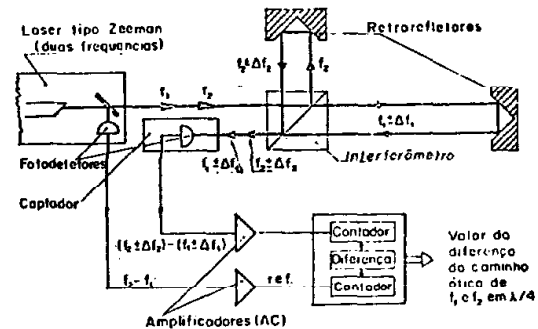 Laser tipo Zeeman
(duas frequancias)
Retrorefletores
f₂±Δf₂
f₂
f₁
f₂
f₁±Δf₁
Fotodetetores
Captador
f₁±Δf₁
f₂±Δf₂
Interferômetro
(f₂±Δf₂)-(f₁±Δf₁)
f₂-f₁
ref.
Contador
Diferença
Contador
Amplificadores (AC)
Valor da
diferença
do caminho
ótico de
f₁ e f₂ em λ/4